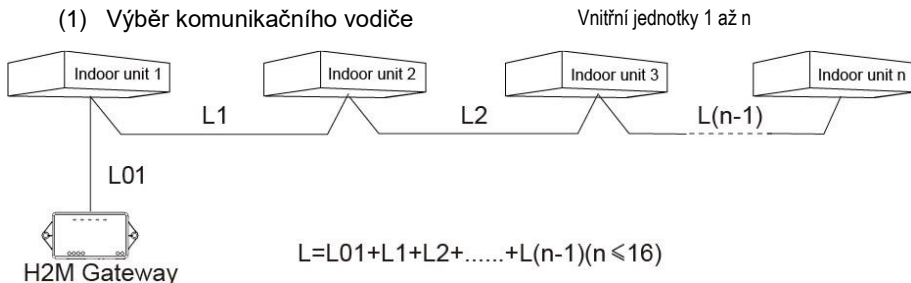 (1) Výběr komunikačního vodiče
Vnitřní jednotky 1 až n
Indoor unit 1
Indoor unit 2
Indoor unit 3
Indoor unit n
L1
L2
L(n-1)
L01
H2M Gateway
L=L01+L1+L2+......+L(n-1)(n≤16)